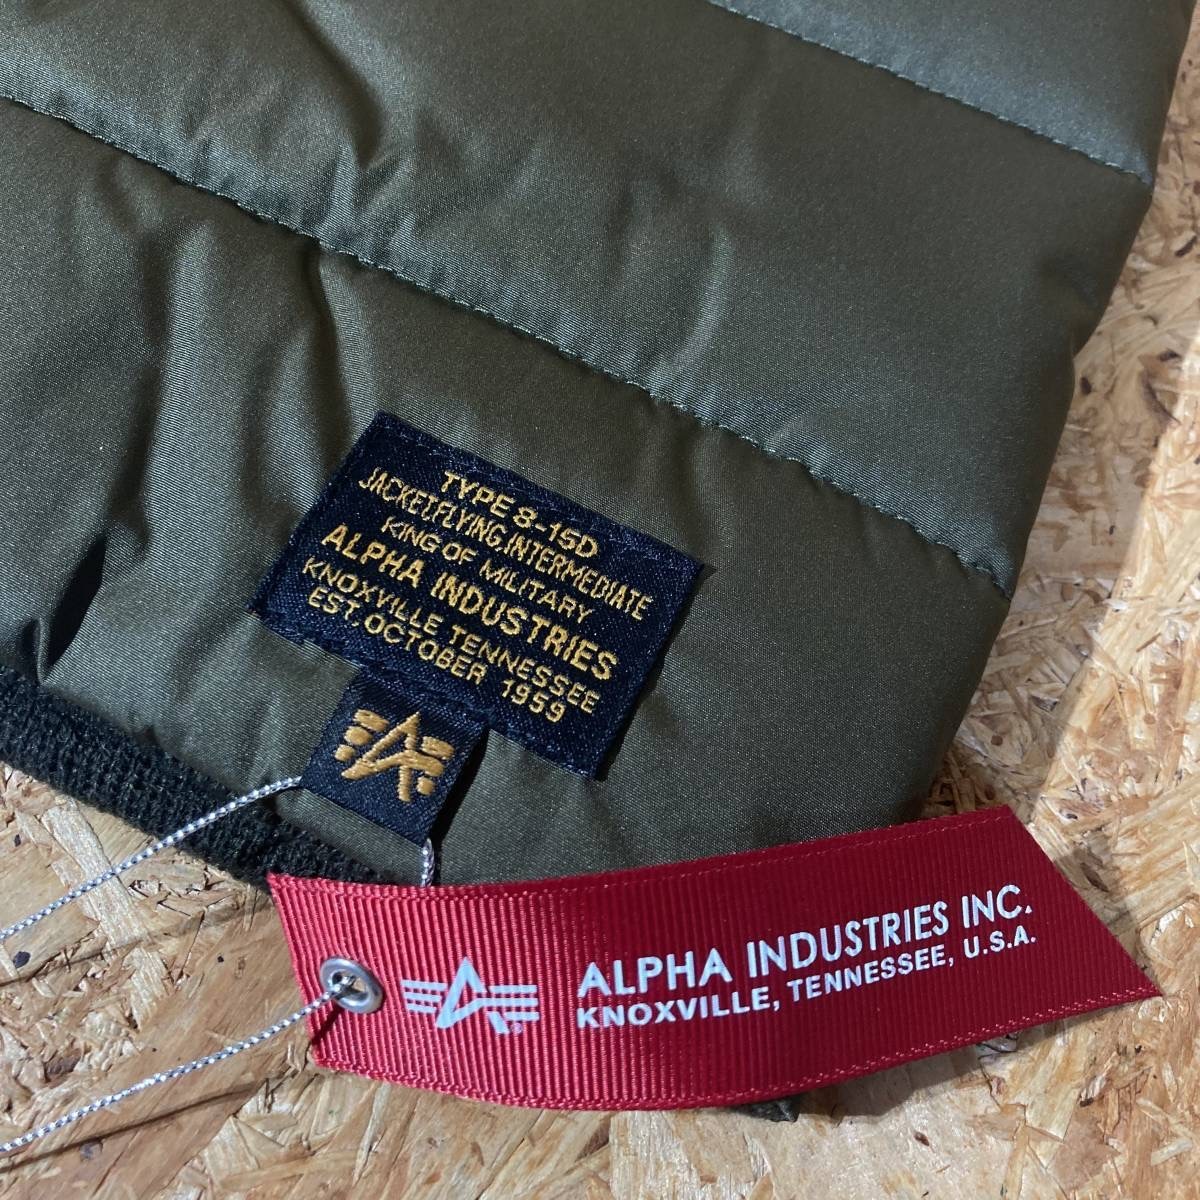 TYPE 8-15D
JACKET.FLYING.INTERMEDIATE
KING OF MILITARY
ALPHA INDUSTRIES
KNOXVILLE TENNESSEE
EST.OCTOBER 1959
ALPHA INDUSTRIES INC.
KNOXVILLE, TENNESSEE, U.S.A.